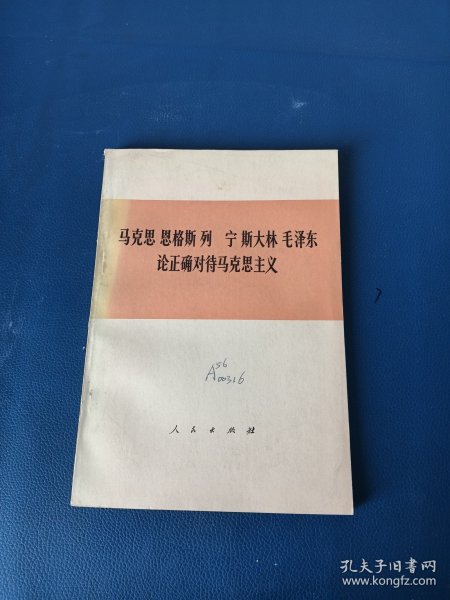 马克思 恩格斯 列 宁 斯大林 毛泽东
论正确对待马克思主义
A56
00316
人民出版社
孔夫子旧书网
www.kongfz.com